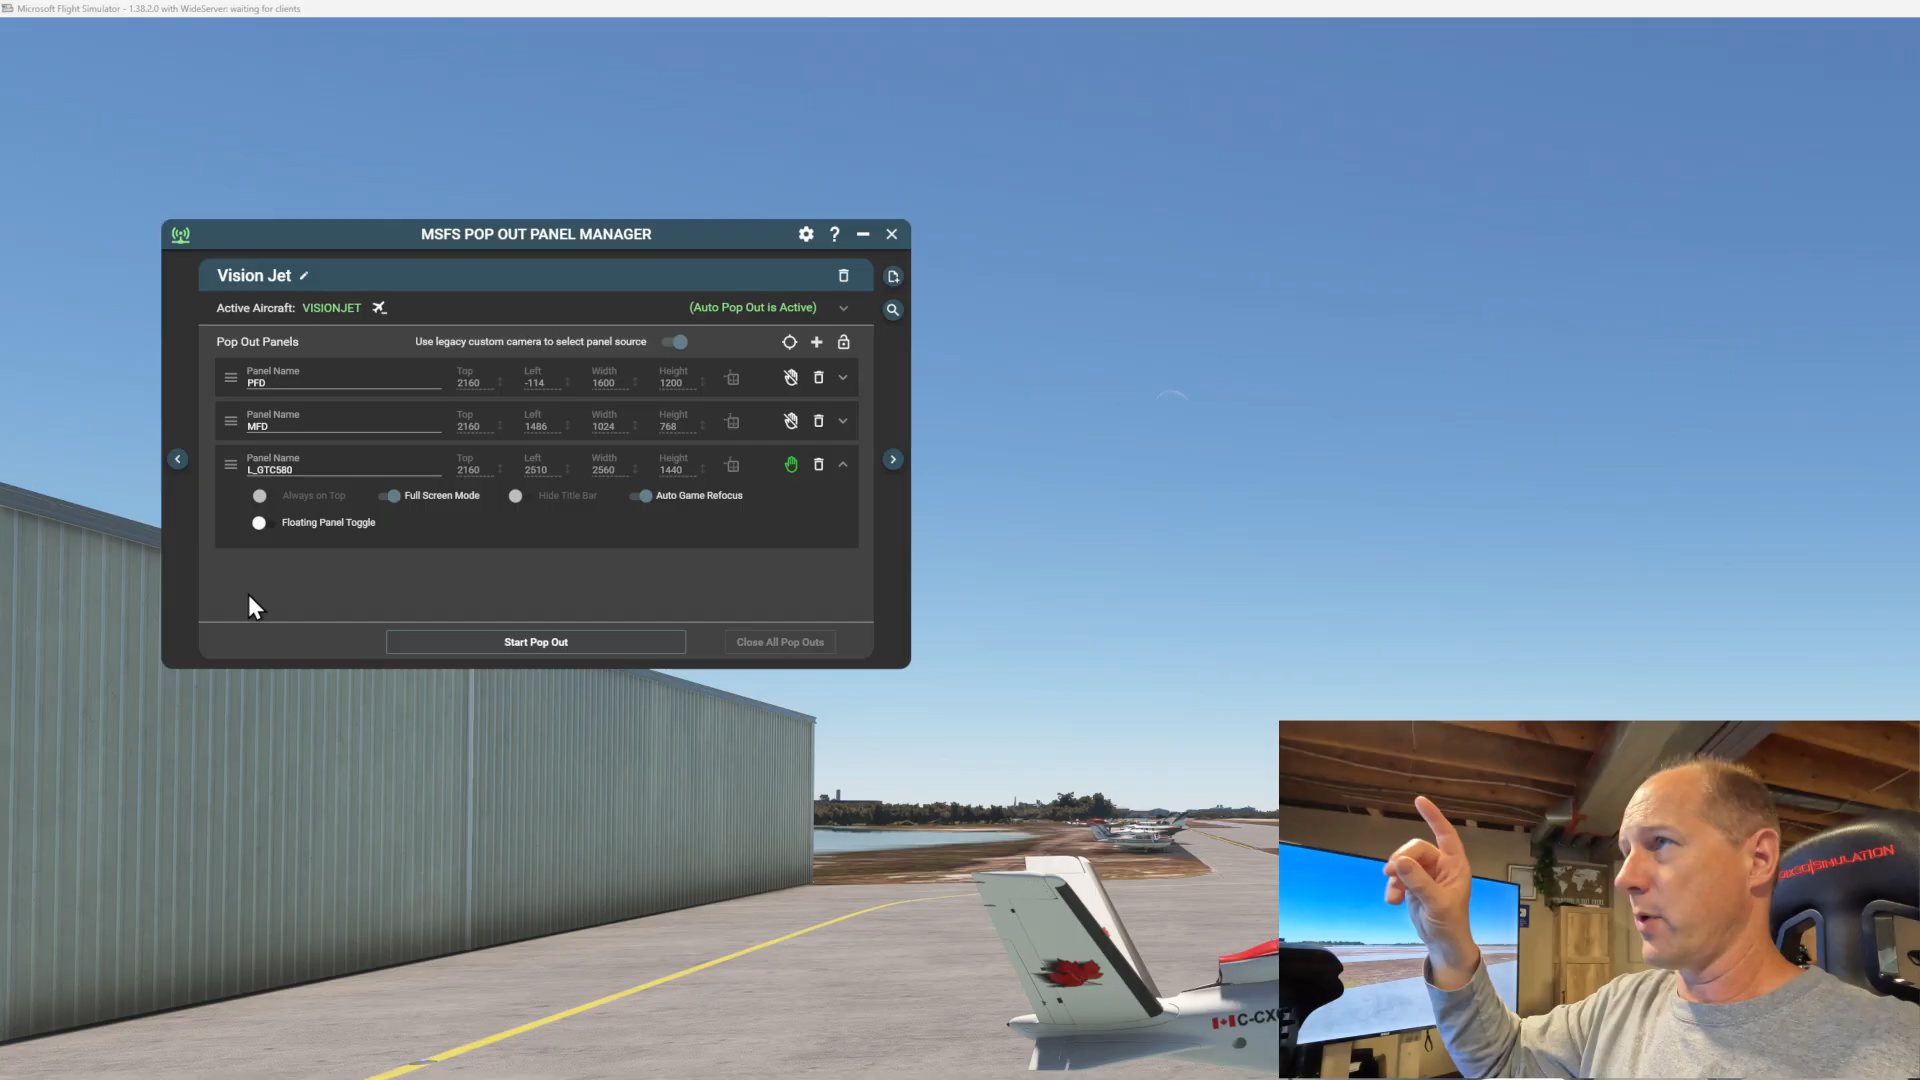 Microsoft Flight Simulator - 1.38.2.0 with WideServer: waiting for clients
MSFS POP OUT PANEL MANAGER
?
Vision Jet
Active Aircraft: VISIONJET
(Auto Pop Out is Active)
Pop Out Panels
Use legacy custom camera to select panel source
Panel Name Top Left Width Height
PFD 2160 -114 1600 1200
Panel Name Top Left Width Height
MFD 2160 1486 1024 768
Panel Name Top Left Width Height
L_GTC580 2160 2510 2560 1440
Always on Top Full Screen Mode Hide Title Bar Auto Game Refocus
Floating Panel Toggle
Start Pop Out Close All Pop Outs
SIMULATION